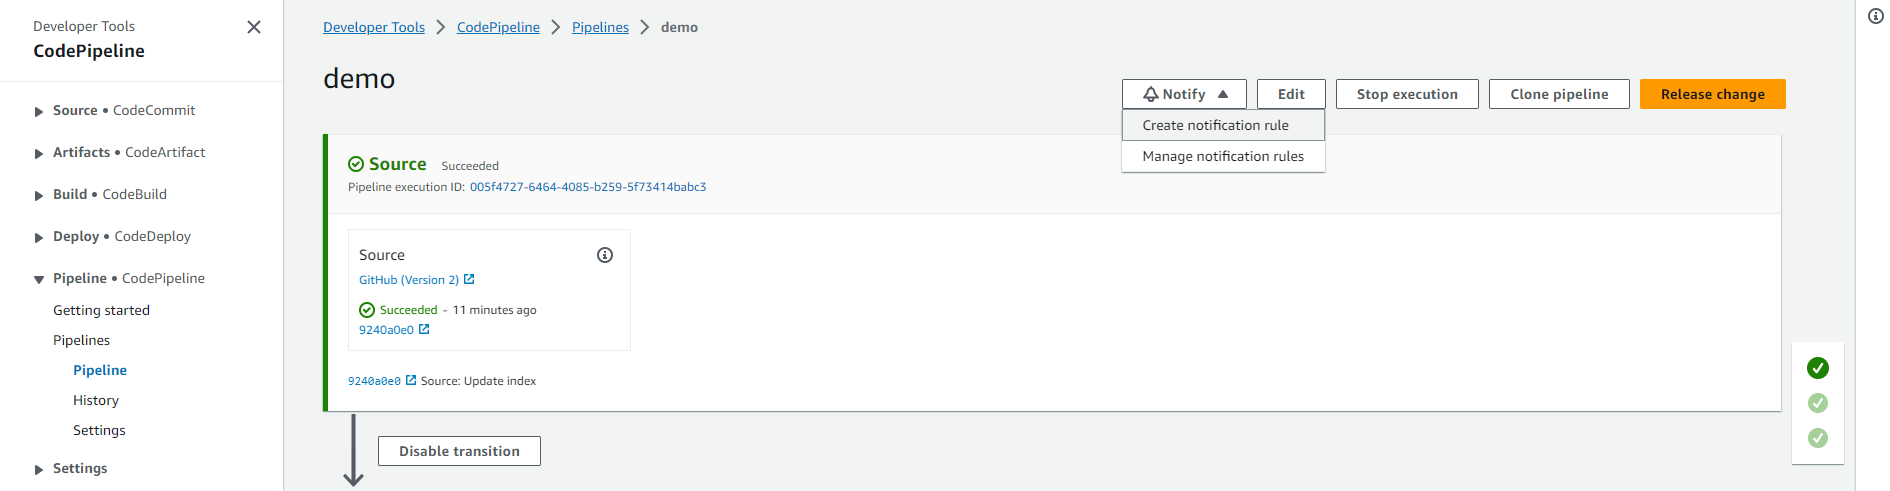 Developer Tools
CodePipeline
Source • CodeCommit
Artifacts • CodeArtifact
Build • CodeBuild
Deploy • CodeDeploy
Pipeline • CodePipeline
Getting started
Pipelines
Pipeline
History
Settings
Settings
Developer Tools > CodePipeline > Pipelines > demo
demo
Notify
Edit
Stop execution
Clone pipeline
Release change
Create notification rule
Manage notification rules
Source Succeeded
Pipeline execution ID: 005f4727-6464-4085-b259-5f73414babc3
Source
GitHub (Version 2)
Succeeded - 11 minutes ago
9240a0e0
9240a0e0 Source: Update index
Disable transition